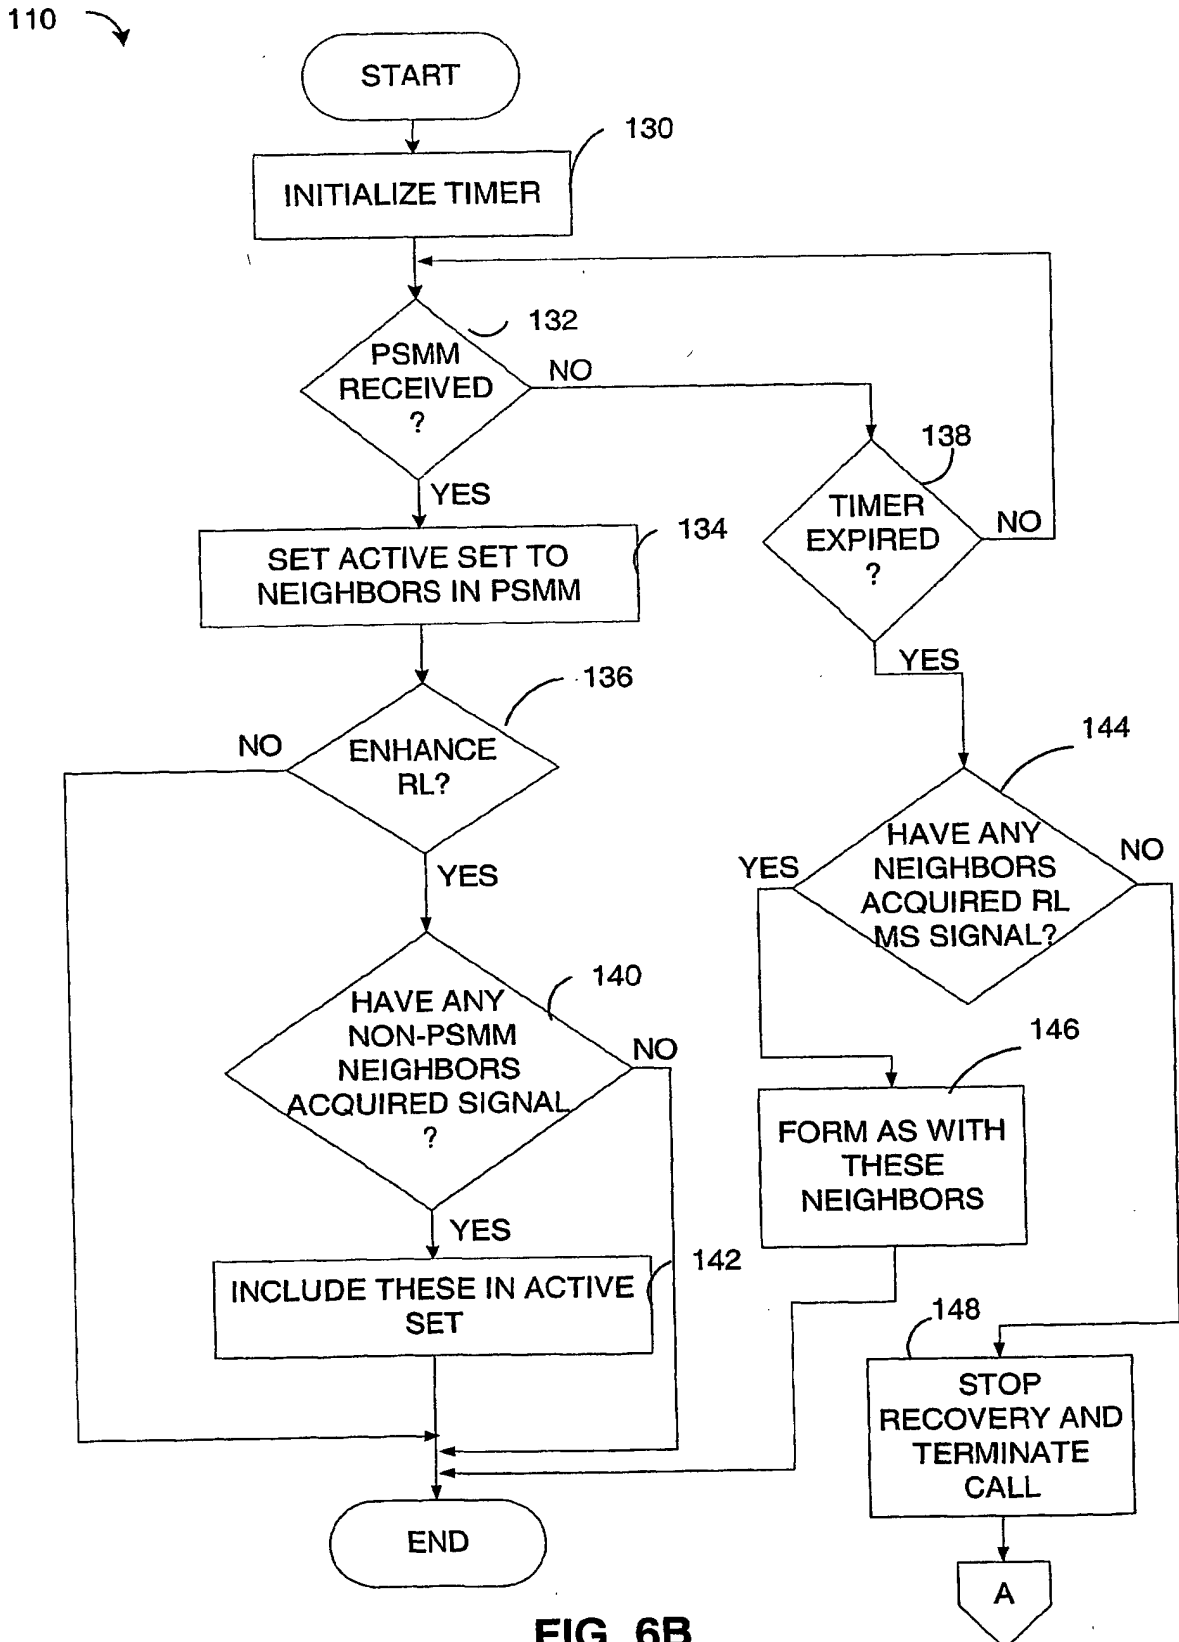 110
START
130
INITIALIZE TIMER
132
PSMM
RECEIVED
?
NO
138
YES
TIMER
EXPIRED
?
NO
134
SET ACTIVE SET TO
NEIGHBORS IN PSMM
YES
136
NO
ENHANCE
RL?
144
YES
HAVE ANY
NEIGHBORS
ACQUIRED RL
MS SIGNAL?
YES
NO
140
HAVE ANY
NON-PSMM
NEIGHBORS
ACQUIRED SIGNAL
?
NO
146
FORM AS WITH
THESE
NEIGHBORS
YES
142
INCLUDE THESE IN ACTIVE
SET
148
STOP
RECOVERY AND
TERMINATE
CALL
END
A
FIG. 6B